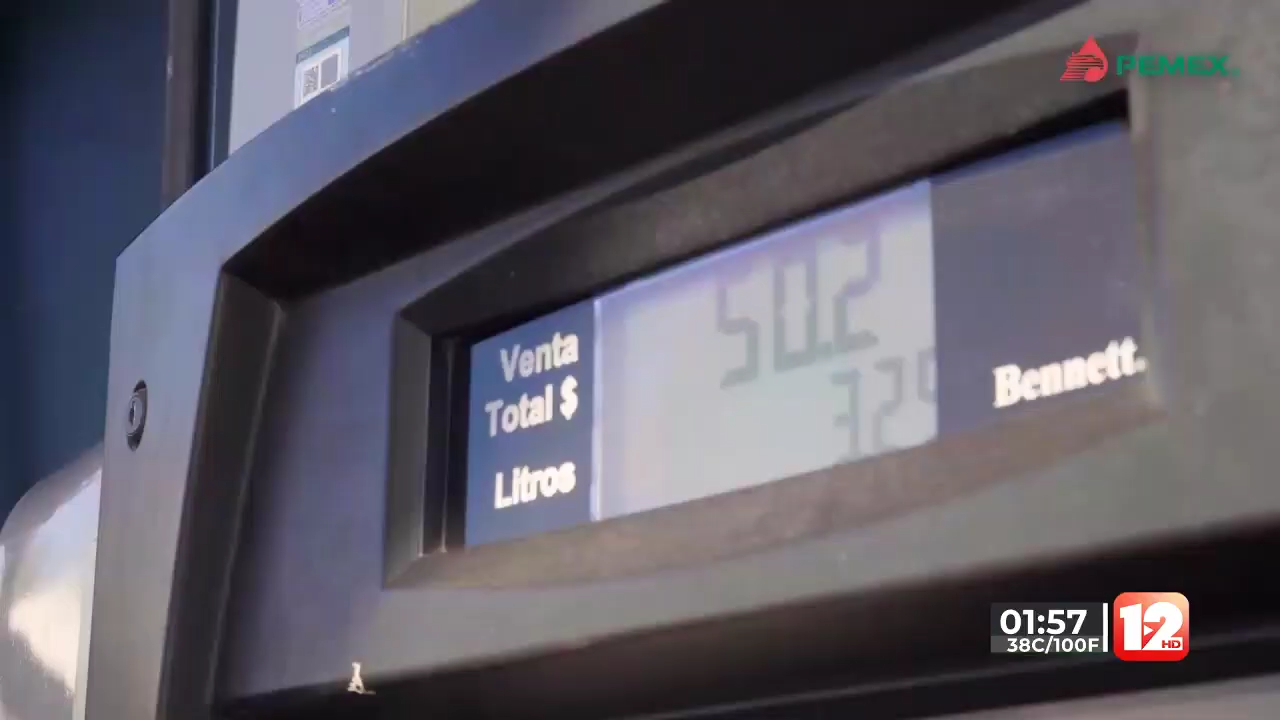 PEMEX
Venta
Total $
50.2
Litros
Bennett.
01:57
38C/100F
12
HD